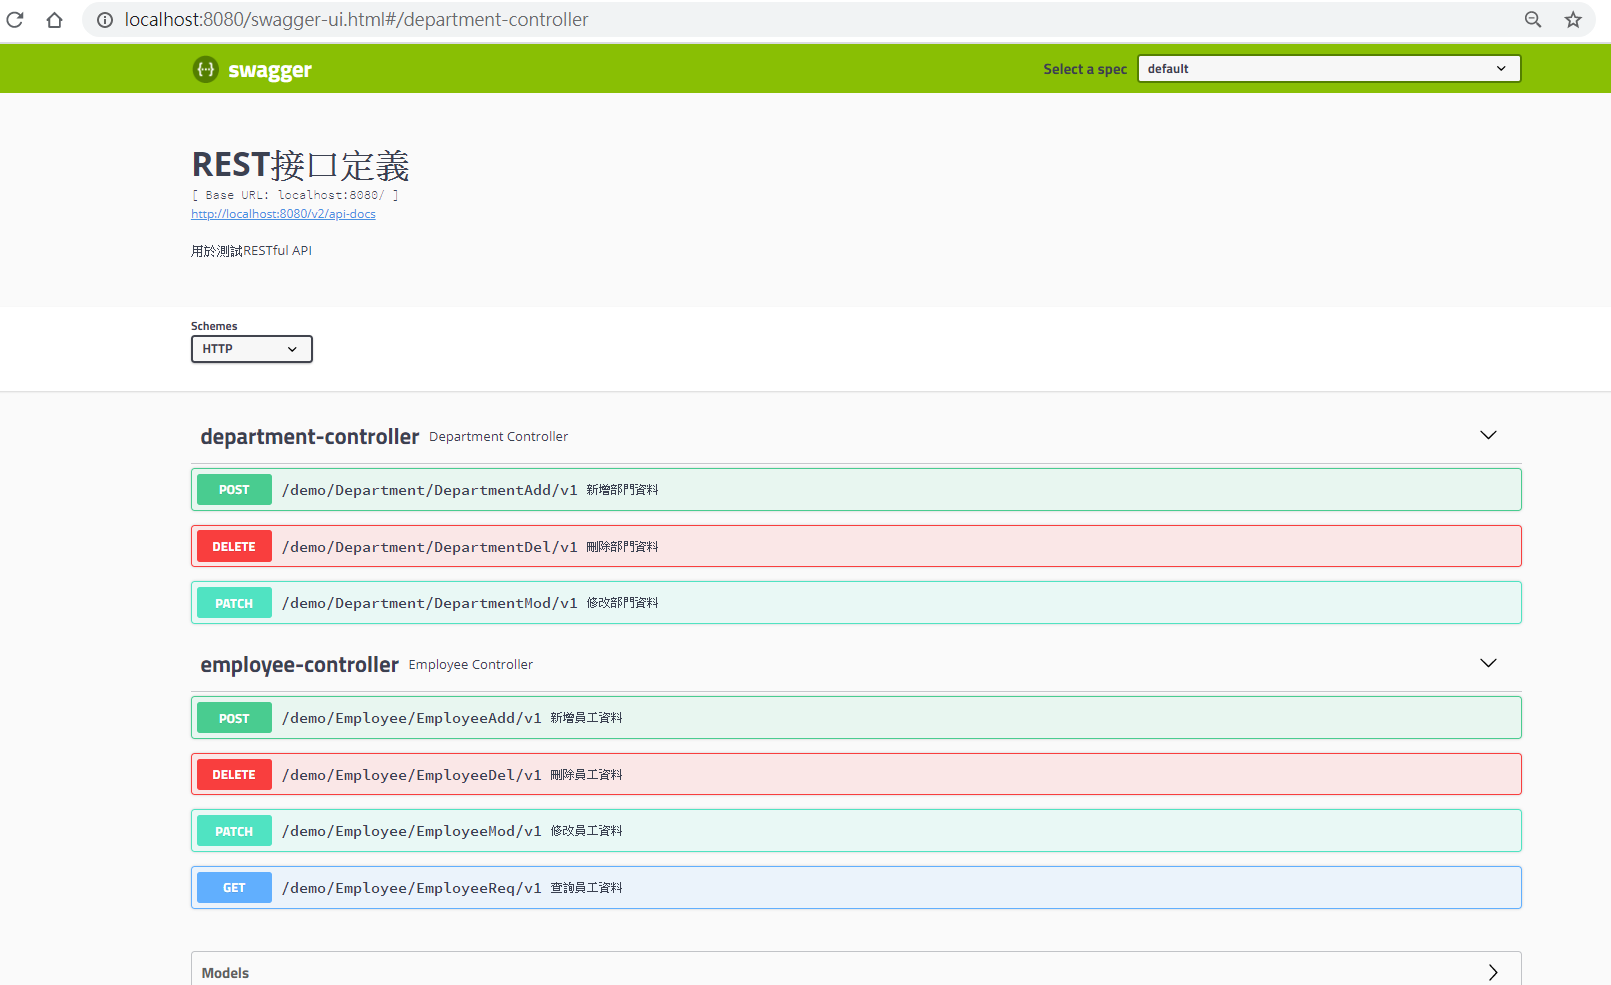 localhost:8080/swagger-ui.html#/department-controller
{···} swagger
Select a spec
default
REST接口定義
[ Base URL: localhost:8080/ ]
http://localhost:8080/v2/api-docs
用於測試RESTful API
Schemes
HTTP
department-controller Department Controller
POST /demo/Department/DepartmentAdd/v1 新增部門資料
DELETE /demo/Department/DepartmentDel/v1 刪除部門資料
PATCH /demo/Department/DepartmentMod/v1 修改部門資料
employee-controller Employee Controller
POST /demo/Employee/EmployeeAdd/v1 新增員工資料
DELETE /demo/Employee/EmployeeDel/v1 刪除員工資料
PATCH /demo/Employee/EmployeeMod/v1 修改員工資料
GET /demo/Employee/EmployeeReq/v1 查詢員工資料
Models